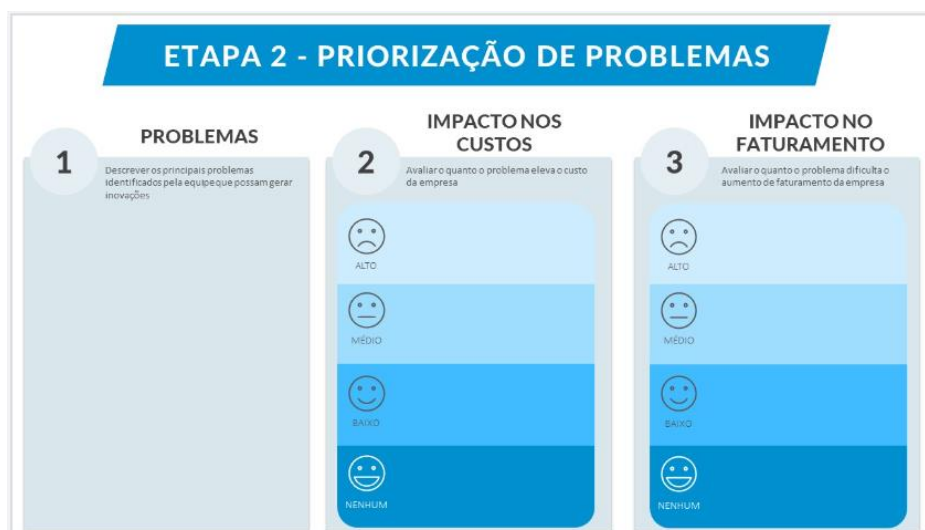 ETAPA 2 - PRIORIZAÇÃO DE PROBLEMAS
1
PROBLEMAS
Descrever os principais problemas
identificados pela equipe que possam gerar
inovações
2
IMPACTO NOS
CUSTOS
Avaliar o quanto o problema eleva o custo
da empresa
ALTO
MÉDIO
BAIXO
NENHUM
3
IMPACTO NO
FATURAMENTO
Avaliar o quanto o problema dificulta o
aumento de faturamento da empresa
ALTO
MÉDIO
BAIXO
NENHUM